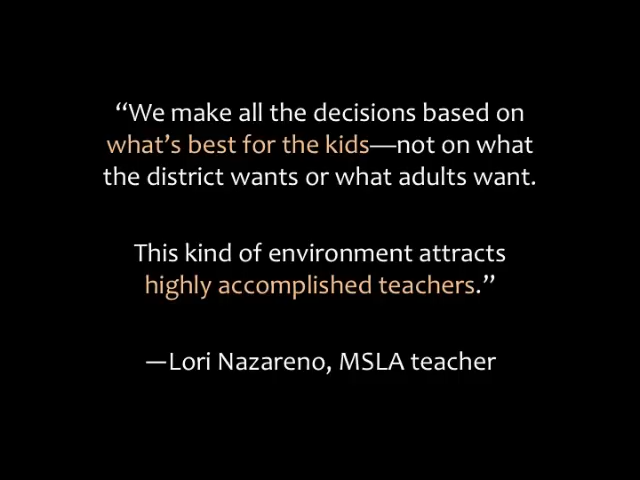 “We make all the decisions based on
what’s best for the kids—not on what
the district wants or what adults want.
This kind of environment attracts
highly accomplished teachers.”
—Lori Nazareno, MSLA teacher